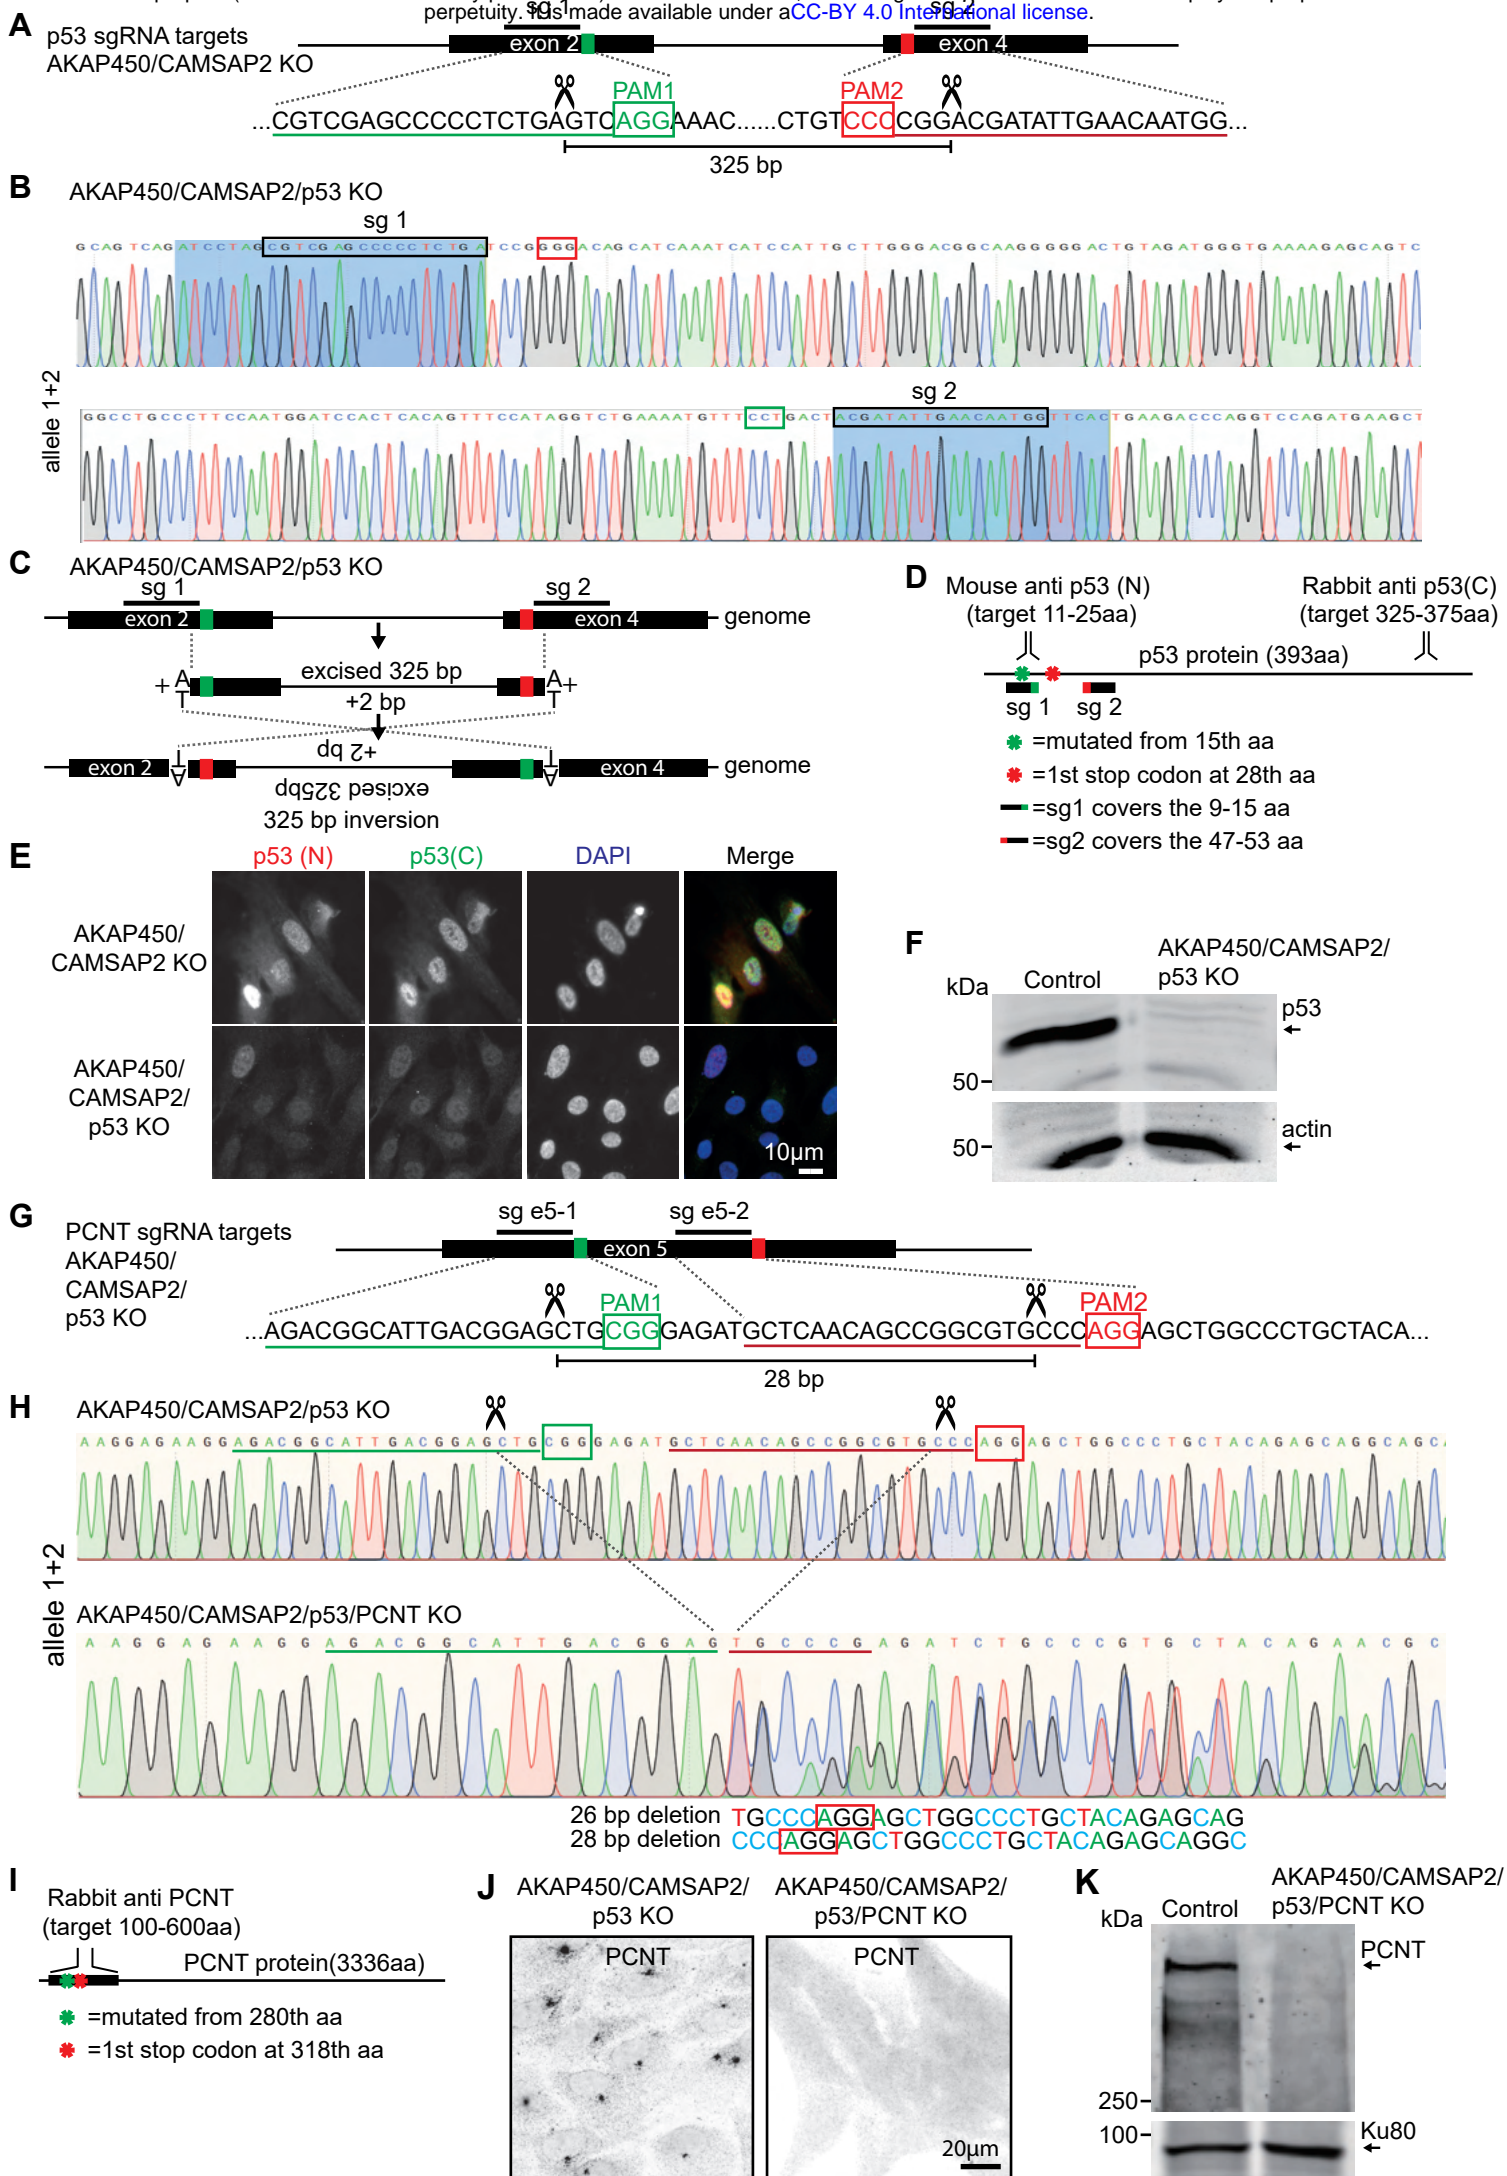 perpetuity. It is made available under aCC-BY 4.0 International license.
A
p53 sgRNA targets
AKAP450/CAMSAP2 KO
sg 1
sg 2
exon 2
exon 4
PAM1
PAM2
...CGTCGAGCCCCCTCTGAGTCAGGAAAC......CTGTCCCCGGACGATATTGAACAATGG...
325 bp
B
AKAP450/CAMSAP2/p53 KO
sg 1
GCAGTCAGATCCTAGCGTCGAGCCCCCTCTGATCCGGGGACAGCATCAAATCATCCATTGCTTGGGACGGCAAGGGGGACTGTAGATGGGTGAAAAGAGCAGTC
allele 1+2
sg 2
GGCCTGCCCTTCCAATGGATCCACTCACAGTTTCCATAGGTCTGAAAATGTTTCCTGACTACGATATTGAACAATGGTTCACTGAAGACCCAGGTCCAGATGAAGCT
C
AKAP450/CAMSAP2/p53 KO
sg 1
sg 2
exon 2
exon 4
genome
excised 325 bp
+A
T
A+
T
+2 bp
+2 bp
exon 2
exon 4
genome
A
T
A
T
excised 325bp
325 bp inversion
D
Mouse anti p53 (N)
(target 11-25aa)
Rabbit anti p53(C)
(target 325-375aa)
p53 protein (393aa)
sg 1
sg 2
=mutated from 15th aa
=1st stop codon at 28th aa
=sg1 covers the 9-15 aa
=sg2 covers the 47-53 aa
E
p53 (N)
p53(C)
DAPI
Merge
AKAP450/
CAMSAP2 KO
AKAP450/
CAMSAP2/
p53 KO
10µm
F
kDa
Control
AKAP450/CAMSAP2/
p53 KO
p53
50
actin
50
G
PCNT sgRNA targets
AKAP450/
CAMSAP2/
p53 KO
sg e5-1
sg e5-2
exon 5
PAM1
PAM2
...AGACGGCATTGACGGAGCTGCGGGAGATGCTCAACAGCCGGCGTGCCCAGGAGCTGGCCCTGCTACA...
28 bp
H
AKAP450/CAMSAP2/p53 KO
AAGGAGAAGGAGACGGCATTGACGGAGCTGCGGGAGATGCTCAACAGCCGGCGTGCCCAGGAGCTGGCCCTGCTACAGAGCAGGCAGC
allele 1+2
AKAP450/CAMSAP2/p53/PCNT KO
AAGGAGAAGGAGACGGCATTGACGGAGTGCCCGAGATCTGCCCGTGCTACAGAACGC
26 bp deletion TGCCCAGGAGCTGGCCCTGCTACAGAGCAG
28 bp deletion CCCAGGAGCTGGCCCTGCTACAGAGCAGGC
I
Rabbit anti PCNT
(target 100-600aa)
PCNT protein(3336aa)
=mutated from 280th aa
=1st stop codon at 318th aa
J
AKAP450/CAMSAP2/
p53 KO
AKAP450/CAMSAP2/
p53/PCNT KO
PCNT
PCNT
20µm
K
kDa
Control
AKAP450/CAMSAP2/
p53/PCNT KO
PCNT
250
100
Ku80